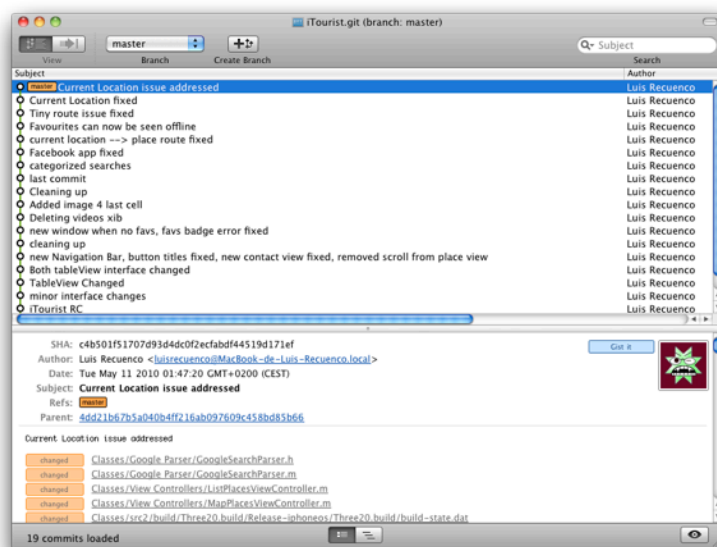 iTourist.git (branch: master)
master
Subject
View
Branch
Create Branch
Search
Subject
Author
master Current Location issue addressed Luis Recuenco
Current Location fixed Luis Recuenco
Tiny route issue fixed Luis Recuenco
Favourites can now be seen offline Luis Recuenco
current location --> place route fixed Luis Recuenco
Facebook app fixed Luis Recuenco
categorized searches Luis Recuenco
last commit Luis Recuenco
Cleaning up Luis Recuenco
Added image 4 last cell Luis Recuenco
Deleting videos xib Luis Recuenco
new window when no favs, favs badge error fixed Luis Recuenco
cleaning up Luis Recuenco
new Navigation Bar, button titles fixed, new contact view fixed, removed scroll from place view Luis Recuenco
Both tableView interface changed Luis Recuenco
TableView Changed Luis Recuenco
minor interface changes Luis Recuenco
iTourist RC Luis Recuenco
SHA: c4b501f51707d93d4dc0f2ecfabdf44519d171ef
Gist it
Author: Luis Recuenco <luisrecuenco@MacBook-de-Luis-Recuenco.local>
Date: Tue May 11 2010 01:47:20 GMT+0200 (CEST)
Subject: Current Location issue addressed
Refs: master
Parent: 4dd21b67b5a040b4ff216ab097609c458bd85b66
Current Location issue addressed
changed Classes/Google Parser/GoogleSearchParser.h
changed Classes/Google Parser/GoogleSearchParser.m
changed Classes/View Controllers/ListPlacesViewController.m
changed Classes/View Controllers/MapPlacesViewController.m
changed Classes/src2/build/Three20.build/Release-iphoneos/Three20.build/build-state.dat
19 commits loaded